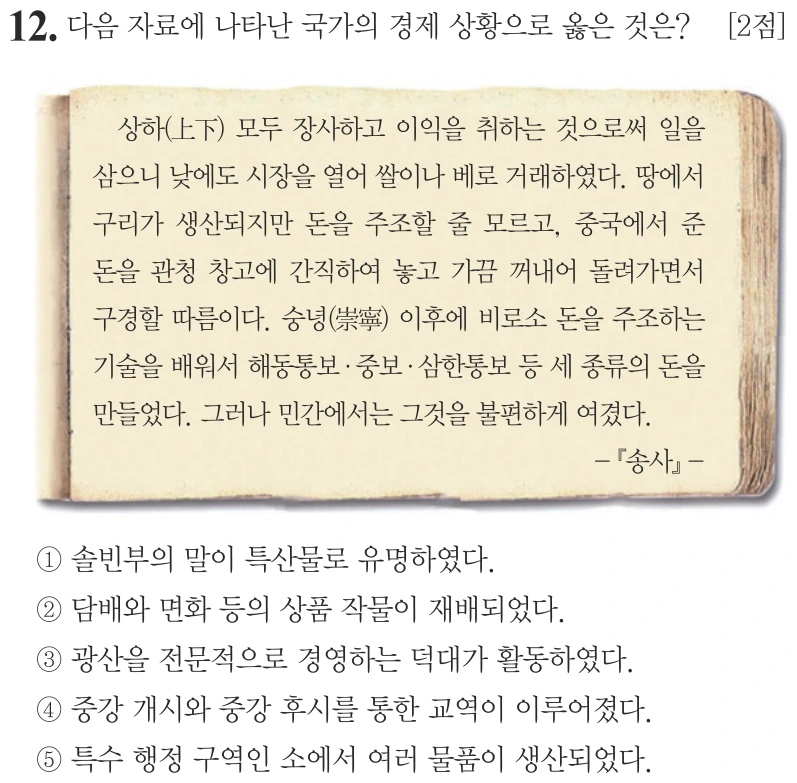 12. 다음 자료에 나타난 국가의 경제 상황으로 옳은 것은? [2점]
상하(上下) 모두 장사하고 이익을 취하는 것으로써 일을
삼으니 낮에도 시장을 열어 쌀이나 베로 거래하였다. 땅에서
구리가 생산되지만 돈을 주조할 줄 모르고, 중국에서 준
돈을 관청 창고에 간직하여 놓고 가끔 꺼내어 돌려가면서
구경할 따름이다. 숭녕(崇寧) 이후에 비로소 돈을 주조하는
기술을 배워서 해동통보·중보·삼한통보 등 세 종류의 돈을
만들었다. 그러나 민간에서는 그것을 불편하게 여겼다.
- 『송사』 -
① 솔빈부의 말이 특산물로 유명하였다.
② 담배와 면화 등의 상품 작물이 재배되었다.
③ 광산을 전문적으로 경영하는 덕대가 활동하였다.
④ 중강 개시와 중강 후시를 통한 교역이 이루어졌다.
⑤ 특수 행정 구역인 소에서 여러 물품이 생산되었다.